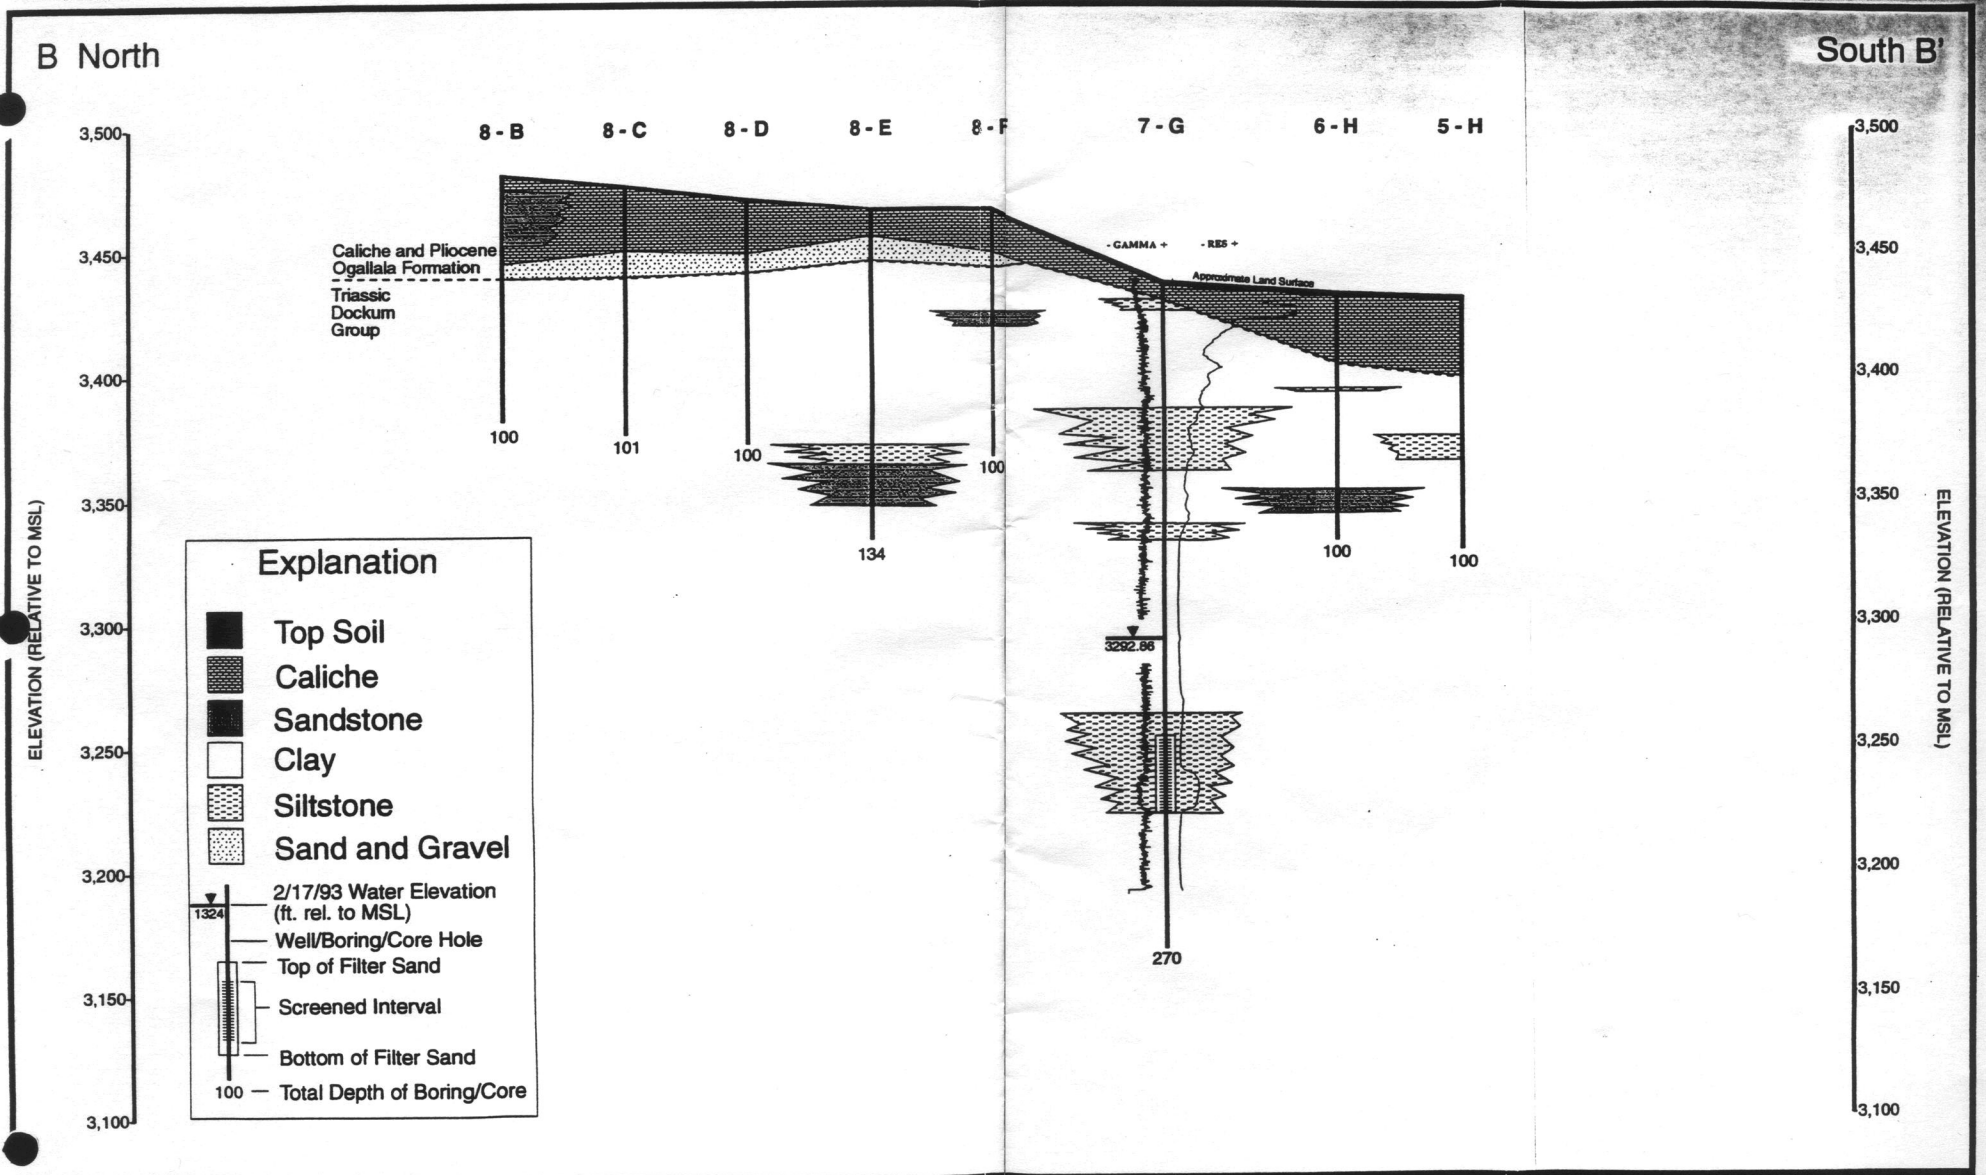 B North
South B'
8 - B
8 - C
8 - D
8 - E
8 - F
7 - G
6 - H
5 - H
3,500
3,450
3,400
3,350
3,300
3,250
3,200
3,150
3,100
ELEVATION (RELATIVE TO MSL)
Caliche and Pliocene
Ogallala Formation
Triassic
Dockum
Group
- GAMMA +
- RES +
Approximate Land Surface
100
101
100
134
100
3292.86
270
100
100
Explanation
Top Soil
Caliche
Sandstone
Clay
Siltstone
Sand and Gravel
1324
2/17/93 Water Elevation
(ft. rel. to MSL)
Well/Boring/Core Hole
Top of Filter Sand
Screened Interval
Bottom of Filter Sand
100 — Total Depth of Boring/Core
3,500
3,450
3,400
3,350
3,300
3,250
3,200
3,150
3,100
ELEVATION (RELATIVE TO MSL)